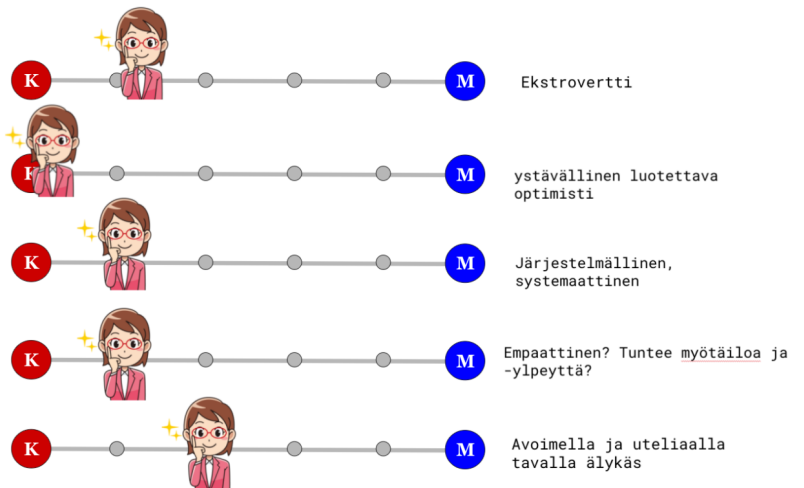 K M Ekstrovertti
M ystävällinen luotettava
optimisti
K M Järjestelmällinen,
systemaattinen
K M Empaattinen? Tuntee myötäiloa ja
-ylpeyttä?
K M Avoimella ja uteliaalla
tavalla älykäs